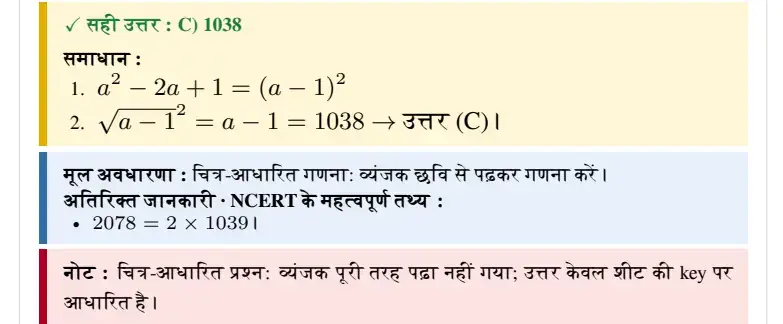 ✓ सही उत्तर : C) 1038
समाधान :
1. a² − 2a + 1 = (a − 1)²
2. √(a − 1)² = a − 1 = 1038 → उत्तर (C)।
मूल अवधारणा : चित्र-आधारित गणना: व्यंजक छवि से पढ़कर गणना करें।
अतिरिक्त जानकारी · NCERT के महत्वपूर्ण तथ्य :
• 2078 = 2 × 1039।
नोट : चित्र-आधारित प्रश्न: व्यंजक पूरी तरह पढ़ा नहीं गया; उत्तर केवल शीट की key पर
आधारित है।